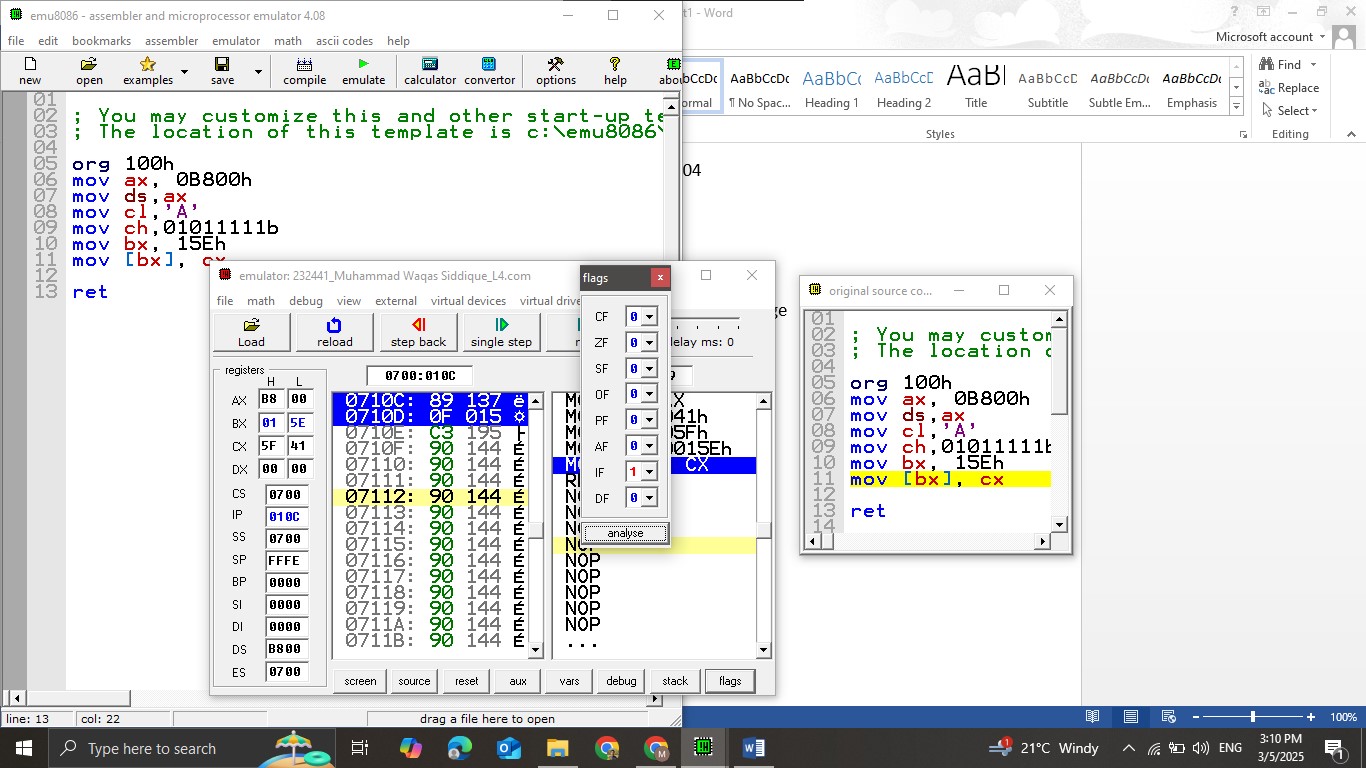 emu8086 - assembler and microprocessor emulator 4.08
t1 - Word
file edit bookmarks assembler emulator math ascii codes help
Microsoft account
new open examples save compile emulate calculator convertor options help abou
AaBbCcDc AaBbC AaBbCcD AaB AaBbCcD AaBbCcDc AaBbCcDc
ormal ¶ No Spac... Heading 1 Heading 2 Title Subtitle Subtle Em... Emphasis
Find
Replace
Select
Styles
Editing
01
02 ; You may customize this and other start-up te
03 ; The location of this template is c:\emu8086\
04
05 org 100h
06 mov ax, 0B800h
07 mov ds,ax
08 mov cl,'A'
09 mov ch,01011111b
10 mov bx, 15Eh
11 mov [bx], cx
12
13 ret
04
ge
emulator: 232441_Muhammad Waqas Siddique_L4.com
file math debug view external virtual devices virtual drive
Load reload step back single step
delay ms: 0
registers
H L
AX B8 00
BX 01 5E
CX 5F 41
DX 00 00
CS 0700
IP 010C
SS 0700
SP FFFE
BP 0000
SI 0000
DI 0000
DS B800
ES 0700
0700:010C
0710C: 89 137 ë
0710D: 0F 015 ☼
0710E: C3 195 ├
0710F: 90 144 É
07110: 90 144 É
07111: 90 144 É
07112: 90 144 É
07113: 90 144 É
07114: 90 144 É
07115: 90 144 É
07116: 90 144 É
07117: 90 144 É
07118: 90 144 É
07119: 90 144 É
0711A: 90 144 É
0711B: 90 144 É
041h
05Fh
0015Eh
CX
NOP
NOP
NOP
NOP
NOP
NOP
...
screen source reset aux vars debug stack flags
flags
CF 0
ZF 0
SF 0
OF 0
PF 0
AF 0
IF 1
DF 0
analyse
original source co...
01
02 ; You may custom
03 ; The location o
04
05 org 100h
06 mov ax, 0B800h
07 mov ds,ax
08 mov cl,'A'
09 mov ch,01011111b
10 mov bx, 15Eh
11 mov [bx], cx
12
13 ret
14
line: 13 col: 22 drag a file here to open
100%
Type here to search
21°C Windy
ENG
3:10 PM
3/5/2025
1